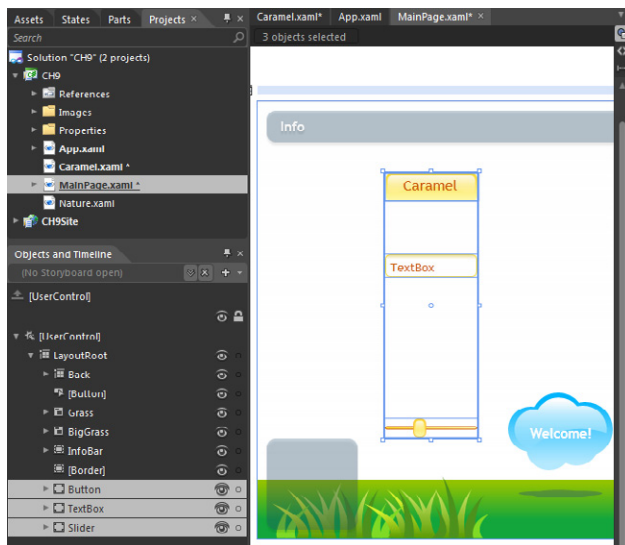 Assets States Parts Projects ×
Search
Solution "CH9" (2 projects)
CH9
References
Images
Properties
App.xaml
Caramel.xaml *
MainPage.xaml *
Nature.xaml
CH9Site
Objects and Timeline
(No Storyboard open)
[UserControl]
[UserControl]
LayoutRoot
Back
[Button]
Grass
BigGrass
InfoBar
[Border]
Button
TextBox
Slider
Caramel.xaml* App.xaml MainPage.xaml* ×
3 objects selected
Info
Caramel
TextBox
Welcome!